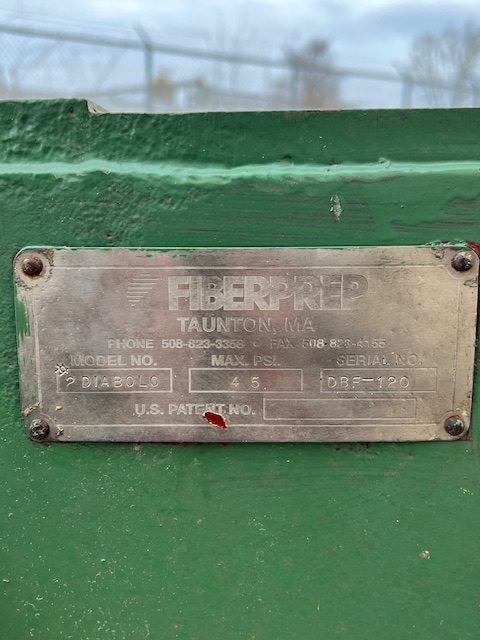 FIBERPREP
TAUNTON, MA
PHONE 508-823-3358 • FAX 508-823-4155
MODEL NO. MAX. PSI. SERIAL NO.
2 DIABOLO 45 DBF-120
U.S. PATENT NO.